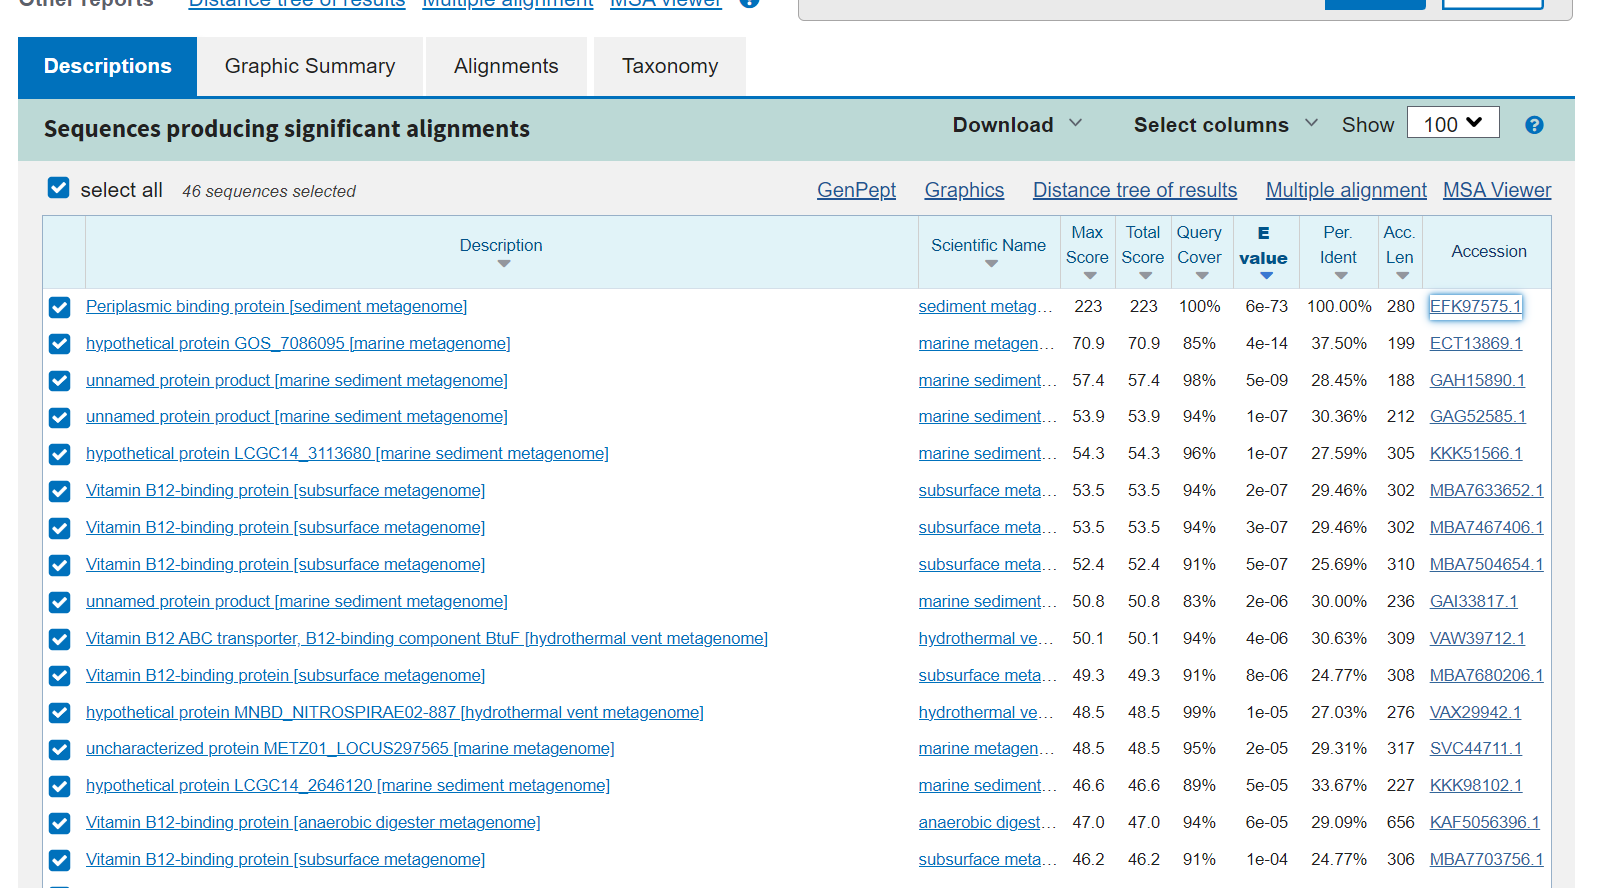 Other reports Distance tree of results Multiple alignment MSA viewer ?
Descriptions Graphic Summary Alignments Taxonomy
Sequences producing significant alignments Download Select columns Show 100 ?
select all 46 sequences selected GenPept Graphics Distance tree of results Multiple alignment MSA Viewer
Description Scientific Name Max Score Total Score Query Cover E value Per. Ident Acc. Len Accession
Periplasmic binding protein [sediment metagenome] sediment metag... 223 223 100% 6e-73 100.00% 280 EFK97575.1
hypothetical protein GOS_7086095 [marine metagenome] marine metagen... 70.9 70.9 85% 4e-14 37.50% 199 ECT13869.1
unnamed protein product [marine sediment metagenome] marine sediment... 57.4 57.4 98% 5e-09 28.45% 188 GAH15890.1
unnamed protein product [marine sediment metagenome] marine sediment... 53.9 53.9 94% 1e-07 30.36% 212 GAG52585.1
hypothetical protein LCGC14_3113680 [marine sediment metagenome] marine sediment... 54.3 54.3 96% 1e-07 27.59% 305 KKK51566.1
Vitamin B12-binding protein [subsurface metagenome] subsurface meta... 53.5 53.5 94% 2e-07 29.46% 302 MBA7633652.1
Vitamin B12-binding protein [subsurface metagenome] subsurface meta... 53.5 53.5 94% 3e-07 29.46% 302 MBA7467406.1
Vitamin B12-binding protein [subsurface metagenome] subsurface meta... 52.4 52.4 91% 5e-07 25.69% 310 MBA7504654.1
unnamed protein product [marine sediment metagenome] marine sediment... 50.8 50.8 83% 2e-06 30.00% 236 GAI33817.1
Vitamin B12 ABC transporter, B12-binding component BtuF [hydrothermal vent metagenome] hydrothermal ve... 50.1 50.1 94% 4e-06 30.63% 309 VAW39712.1
Vitamin B12-binding protein [subsurface metagenome] subsurface meta... 49.3 49.3 91% 8e-06 24.77% 308 MBA7680206.1
hypothetical protein MNBD_NITROSPIRAE02-887 [hydrothermal vent metagenome] hydrothermal ve... 48.5 48.5 99% 1e-05 27.03% 276 VAX29942.1
uncharacterized protein METZ01_LOCUS297565 [marine metagenome] marine metagen... 48.5 48.5 95% 2e-05 29.31% 317 SVC44711.1
hypothetical protein LCGC14_2646120 [marine sediment metagenome] marine sediment... 46.6 46.6 89% 5e-05 33.67% 227 KKK98102.1
Vitamin B12-binding protein [anaerobic digester metagenome] anaerobic digest... 47.0 47.0 94% 6e-05 29.09% 656 KAF5056396.1
Vitamin B12-binding protein [subsurface metagenome] subsurface meta... 46.2 46.2 91% 1e-04 24.77% 306 MBA7703756.1